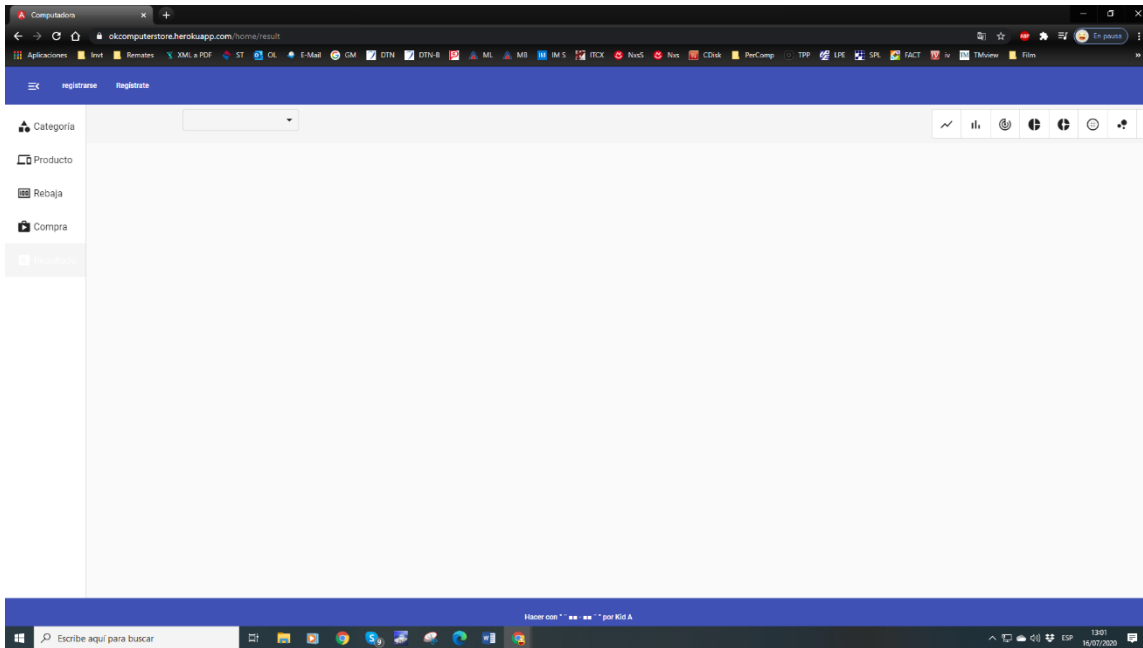 Computadora
okcomputerstore.herokuapp.com/home/result
En pausa
Aplicaciones Invt Remates XML a PDF ST OL E-Mail GM DTN DTN-B ML MB IM S ITCX NxsS Nxs CDisk PerComp TPP LPE SPL FACT iv TMview Film »
registrarse Regístrate
Categoría
Producto
Rebaja
Compra
Hacer con " por Kid A
Escribe aquí para buscar
ESP
13:01
16/07/2020